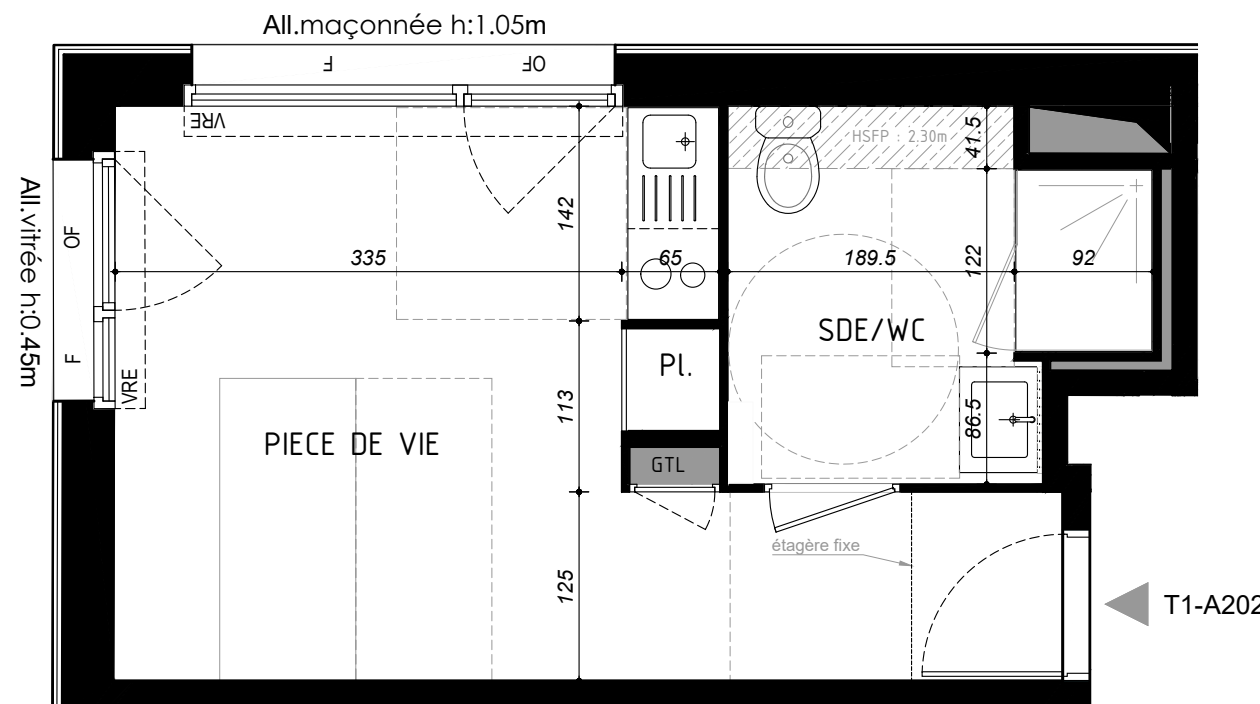 All.maçonnée h:1.05m
F
OF
VRE
HSFP : 2.30m
41.5
All.vitrée h:0.45m
OF
F
VRE
142
335
65
189.5
122
92
SDE/WC
Pl.
113
86.5
PIECE DE VIE
GTL
étagère fixe
125
T1-A202